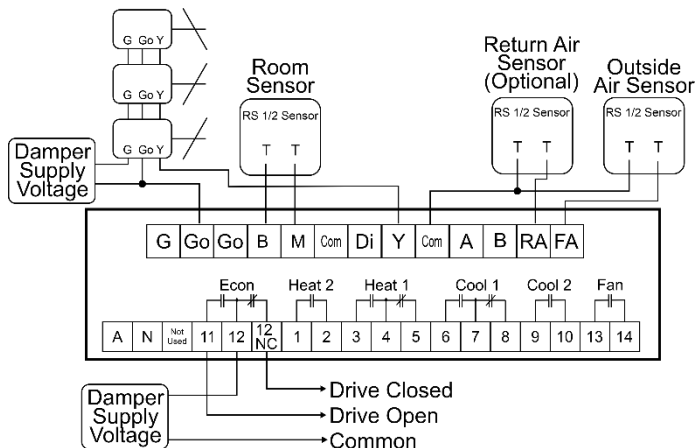 G Go Y
G Go Y
G Go Y
Damper
Supply
Voltage
Room
Sensor
RS 1/2 Sensor
T T
Return Air
Sensor
(Optional)
RS 1/2 Sensor
T T
Outside
Air Sensor
RS 1/2 Sensor
T T
G Go Go B M Com Di Y Com A B RA FA
Econ Heat 2 Heat 1 Cool 1 Cool 2 Fan
A N Not Used 11 12 12 NC 1 2 3 4 5 6 7 8 9 10 13 14
Damper
Supply
Voltage
Drive Closed
Drive Open
Common